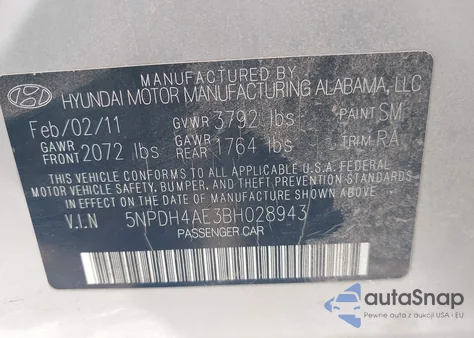 MANUFACTURED BY
HYUNDAI MOTOR MANUFACTURING ALABAMA, LLC
Feb/02/11 GVWR 3792 lbs PAINT SM
GAWR FRONT 2072 lbs GAWR REAR 1764 lbs TRIM RA
THIS VEHICLE CONFORMS TO ALL APPLICABLE U.S.A. FEDERAL
MOTOR VEHICLE SAFETY, BUMPER, AND THEFT PREVENTION
STANDARDS IN EFFECT ON THE DATE OF MANUFACTURE SHOWN ABOVE.
V.I.N 5NPDH4AE3BH028943
PASSENGER CAR
autoSnap
Pewne auta z aukcji USA • EU